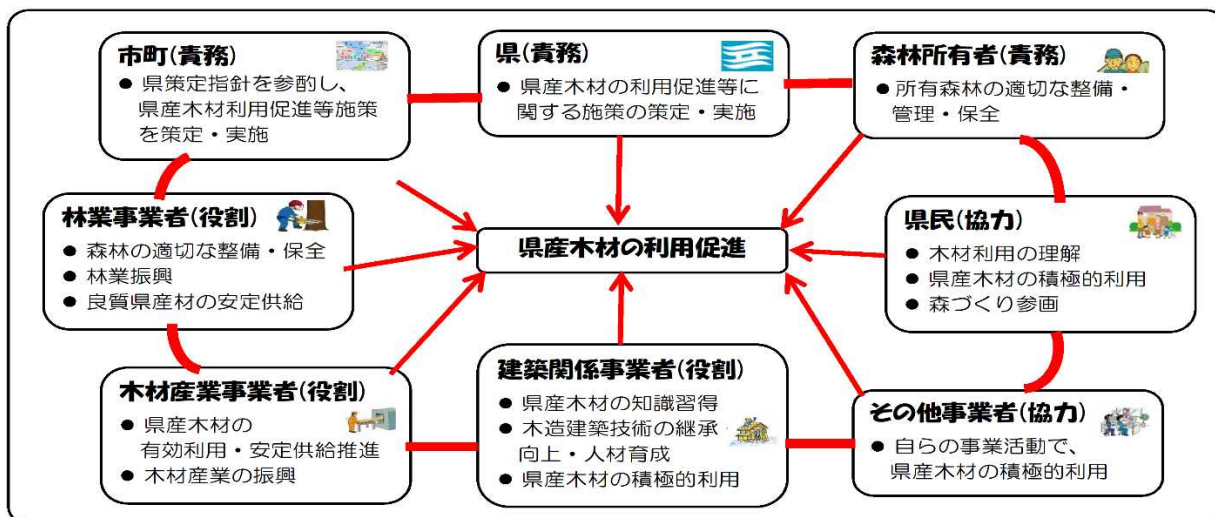 市町(責務)
● 県策定指針を参酌し、
県産木材利用促進等施策
を策定・実施
県(責務)
● 県産木材の利用促進等に
関する施策の策定・実施
森林所有者(責務)
● 所有森林の適切な整備・
管理・保全
林業事業者(役割)
● 森林の適切な整備・保全
● 林業振興
● 良質県産材の安定供給
県産木材の利用促進
県民(協力)
● 木材利用の理解
● 県産木材の積極的利用
● 森づくり参画
木材産業事業者(役割)
● 県産木材の
有効利用・安定供給推進
● 木材産業の振興
建築関係事業者(役割)
● 県産木材の知識習得
● 木造建築技術の継承
向上・人材育成
● 県産木材の積極的利用
その他事業者(協力)
● 自らの事業活動で、
県産木材の積極的利用